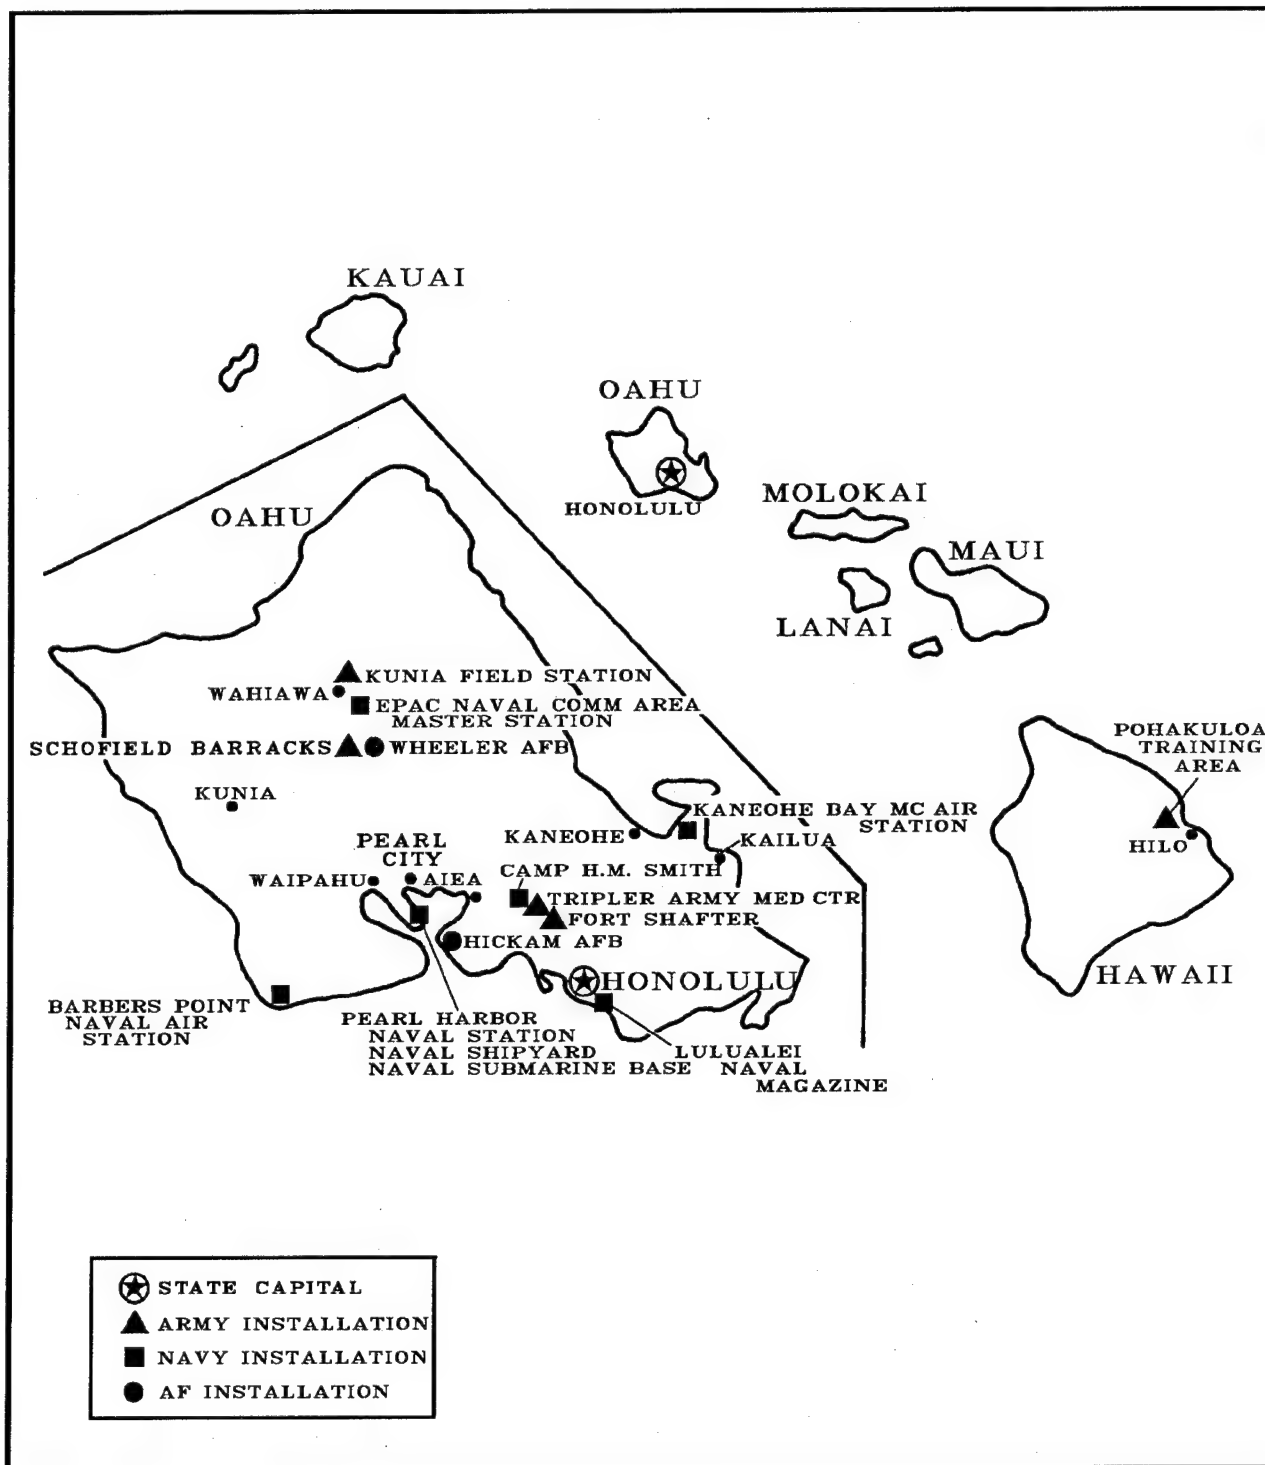 KAUAI
OAHU
HONOLULU
MOLOKAI
MAUI
LANAI
OAHU
KUNIA FIELD STATION
WAHIAWA
EPAC NAVAL COMM AREA
MASTER STATION
SCHOFIELD BARRACKS
WHEELER AFB
KUNIA
POHAKULOA
TRAINING
AREA
HILO
HAWAII
KANEOHE BAY MC AIR
STATION
KANEOHE
KAILUA
PEARL
CITY
WAIPAHU
AIEA
CAMP H.M. SMITH
TRIPLER ARMY MED CTR
FORT SHAFTER
HICKAM AFB
HONOLULU
BARBERS POINT
NAVAL AIR
STATION
PEARL HARBOR
NAVAL STATION
NAVAL SHIPYARD
NAVAL SUBMARINE BASE
LULUALEI
NAVAL
MAGAZINE
STATE CAPITAL
ARMY INSTALLATION
NAVY INSTALLATION
AF INSTALLATION